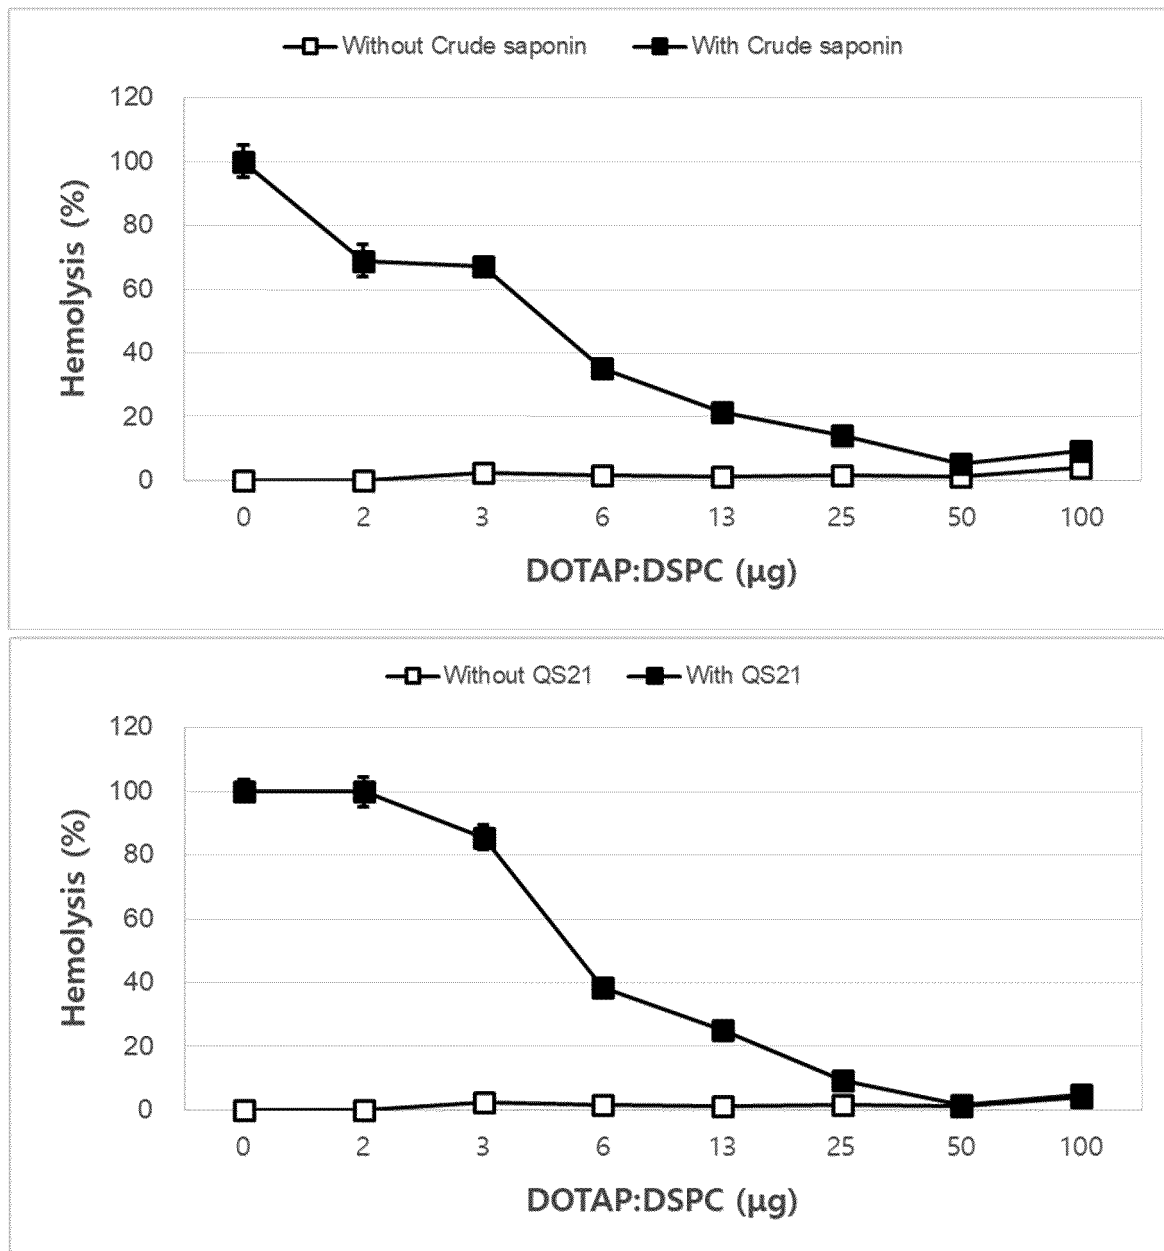 Without Crude saponin With Crude saponin
120
100
80
60
40
20
0
Hemolysis (%)
0 2 3 6 13 25 50 100
DOTAP:DSPC (μg)
Without QS21 With QS21
120
100
80
60
40
20
0
Hemolysis (%)
0 2 3 6 13 25 50 100
DOTAP:DSPC (μg)